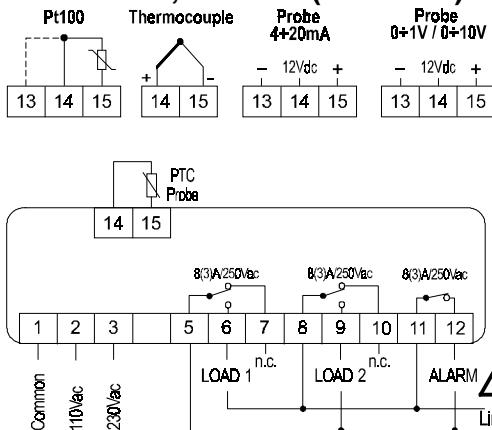 Pt100 Thermocouple Probe Probe
4÷20mA 0÷1V / 0÷10V
+ – – 12Vdc + – 12Vdc +
13 14 15 14 15 13 14 15 13 14 15
PTC
Probe
14 15
8(3)A/250Vac 8(3)A/250Vac 8(3)A/250Vac
1 2 3 5 6 7 8 9 10 11 12
n.c. n.c.
LOAD 1 LOAD 2 ALARM
Common
110Vac
230Vac